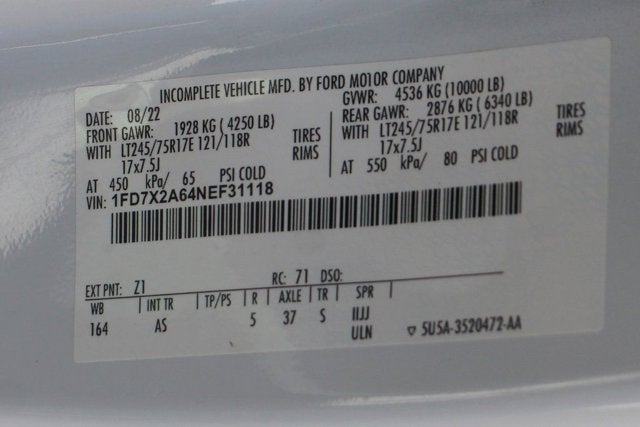 INCOMPLETE VEHICLE MFD. BY FORD MOTOR COMPANY
DATE: 08/22 GVWR: 4536 KG (10000 LB)
FRONT GAWR: 1928 KG (4250 LB) REAR GAWR: 2876 KG (6340 LB)
WITH LT245/75R17E 121/118R TIRES WITH LT245/75R17E 121/118R TIRES
17x7.5J RIMS 17x7.5J RIMS
AT 450 kPa/ 65 PSI COLD AT 550 kPa/ 80 PSI COLD
VIN: 1FD7X2A64NEF31118
EXT PNT: Z1 RC: 71 DSO:
WB INT TR TP/PS R AXLE TR SPR
164 AS 5 37 S IIJJ
ULN 5U5A-3520472-AA